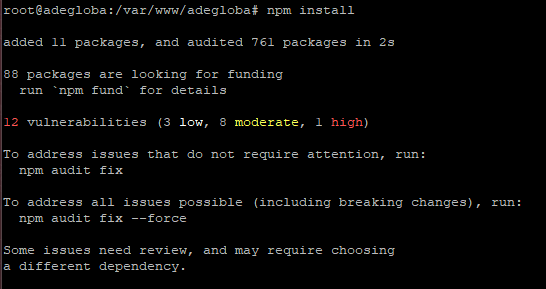 root@adegloba:/var/www/adegloba# npm install
added 11 packages, and audited 761 packages in 2s
88 packages are looking for funding
run `npm fund` for details
12 vulnerabilities (3 low, 8 moderate, 1 high)
To address issues that do not require attention, run:
npm audit fix
To address all issues possible (including breaking changes), run:
npm audit fix --force
Some issues need review, and may require choosing
a different dependency.